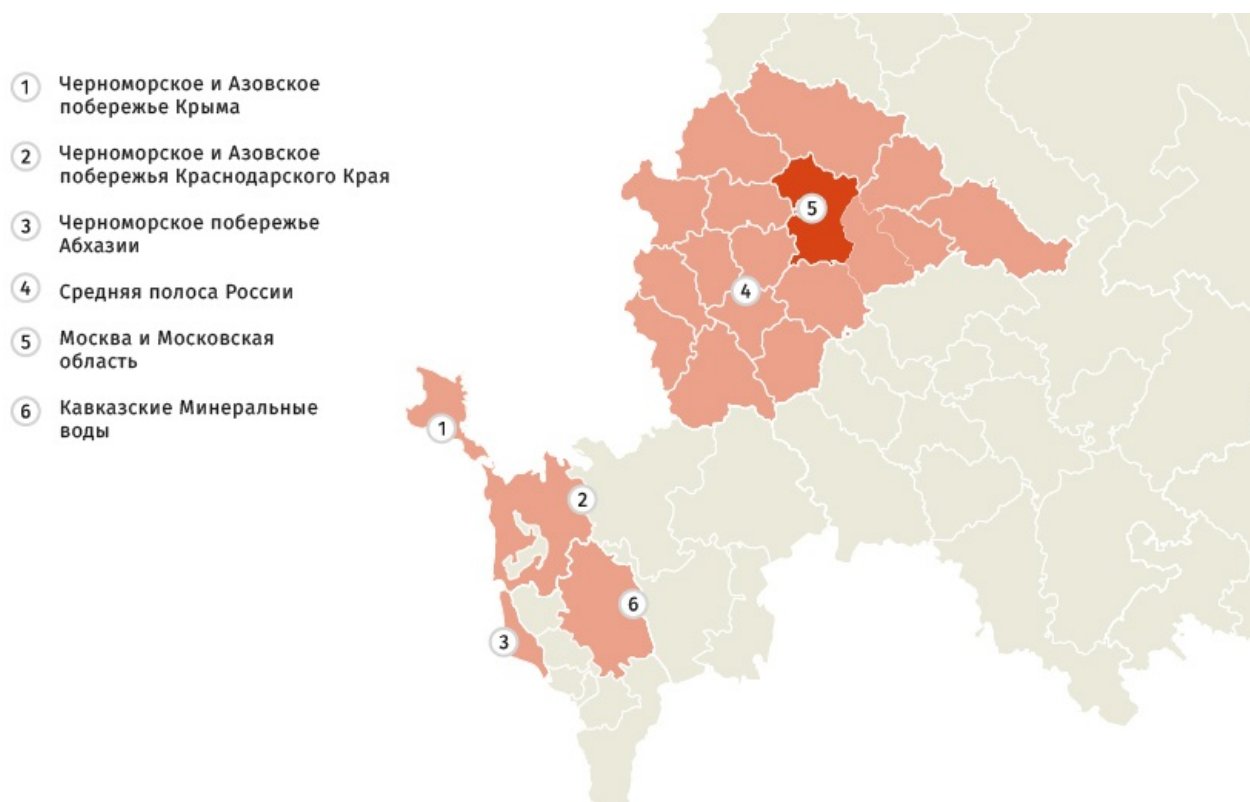 1 Черноморское и Азовское
побережье Крыма
2 Черноморское и Азовское
побережья Краснодарского Края
3 Черноморское побережье
Абхазии
4 Средняя полоса России
5 Москва и Московская
область
6 Кавказские Минеральные
воды
5
4
1
2
6
3